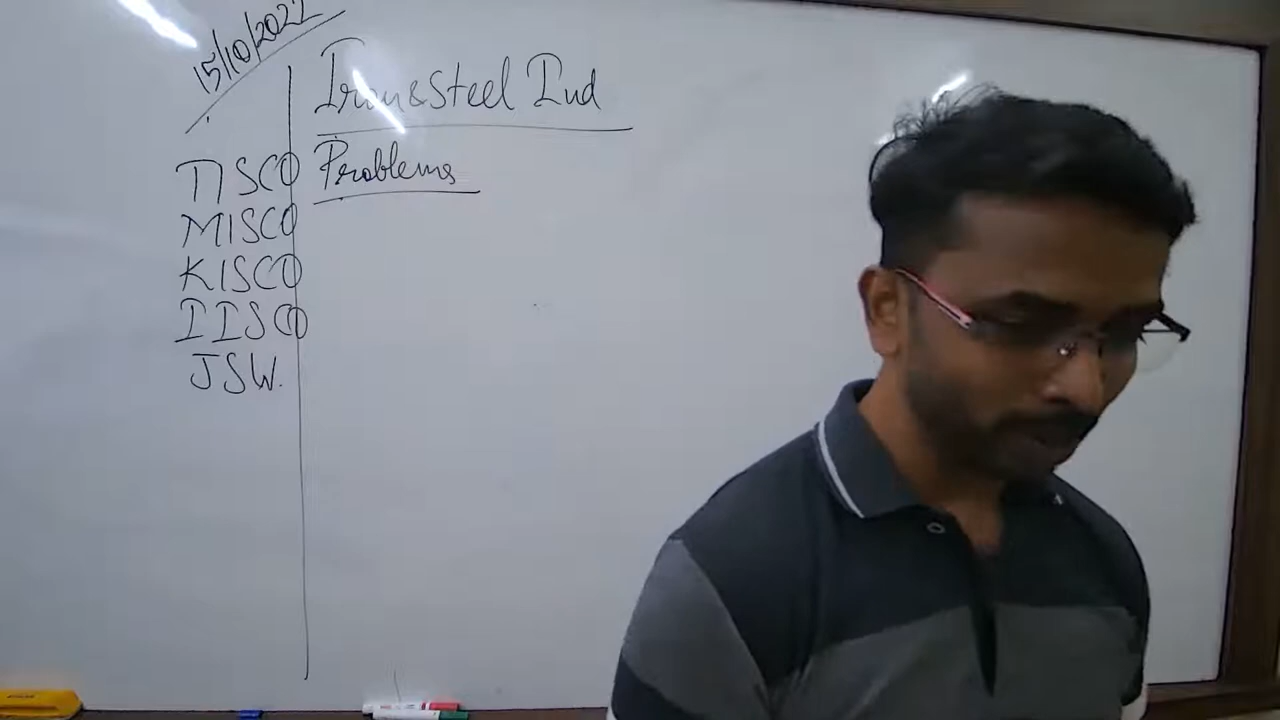 15/10/2022
Iron & Steel Ind
Problems
TISCO
MISCO
KISCO
IISCO
JSW.